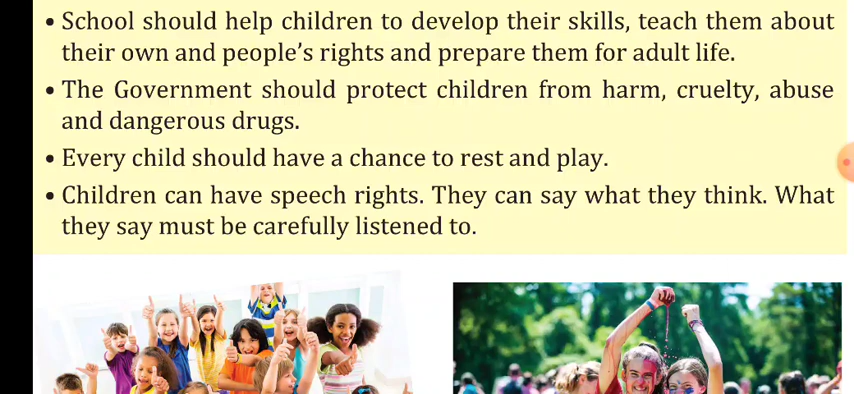 • School should help children to develop their skills, teach them about
their own and people's rights and prepare them for adult life.
• The Government should protect children from harm, cruelty, abuse
and dangerous drugs.
• Every child should have a chance to rest and play.
• Children can have speech rights. They can say what they think. What
they say must be carefully listened to.